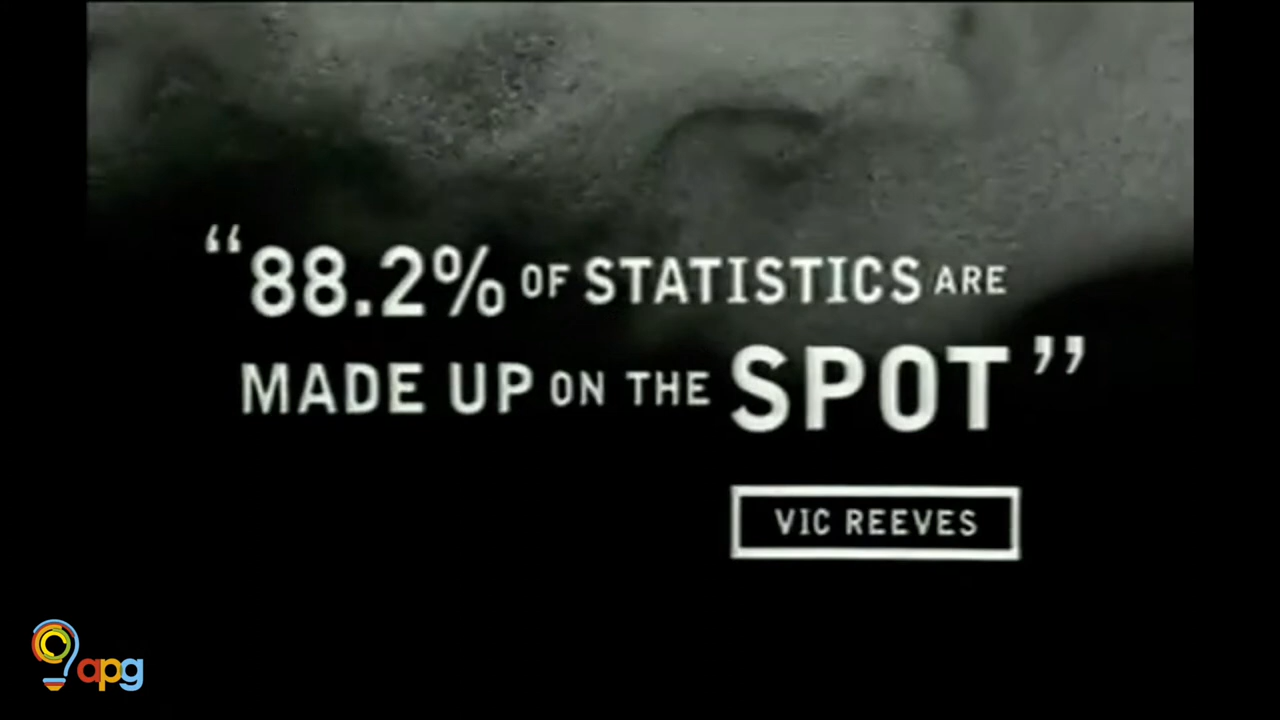 “88.2% OF STATISTICS ARE
MADE UP ON THE SPOT”
VIC REEVES
apg